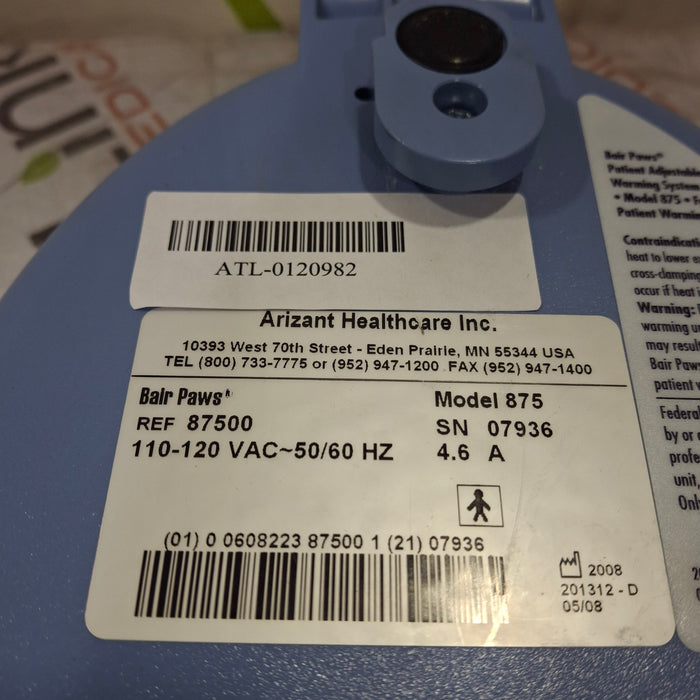 ATL-0120982
Arizant Healthcare Inc.
10393 West 70th Street - Eden Prairie, MN 55344 USA
TEL (800) 733-7775 or (952) 947-1200 FAX (952) 947-1400
Bair Paws®
Model 875
REF 87500
SN 07936
110-120 VAC~50/60 HZ
4.6 A
(01) 0 0608223 87500 1 (21) 07936
2008
201312 - D
05/08
Bair Paws
Patient Adjustable
Warming System
• Model 875 •
Patient
heat to lower
cross-clamping
occur if heat
Warning:
warming
may result
Bair Paws
patient
Federal
by or
unit,
Only